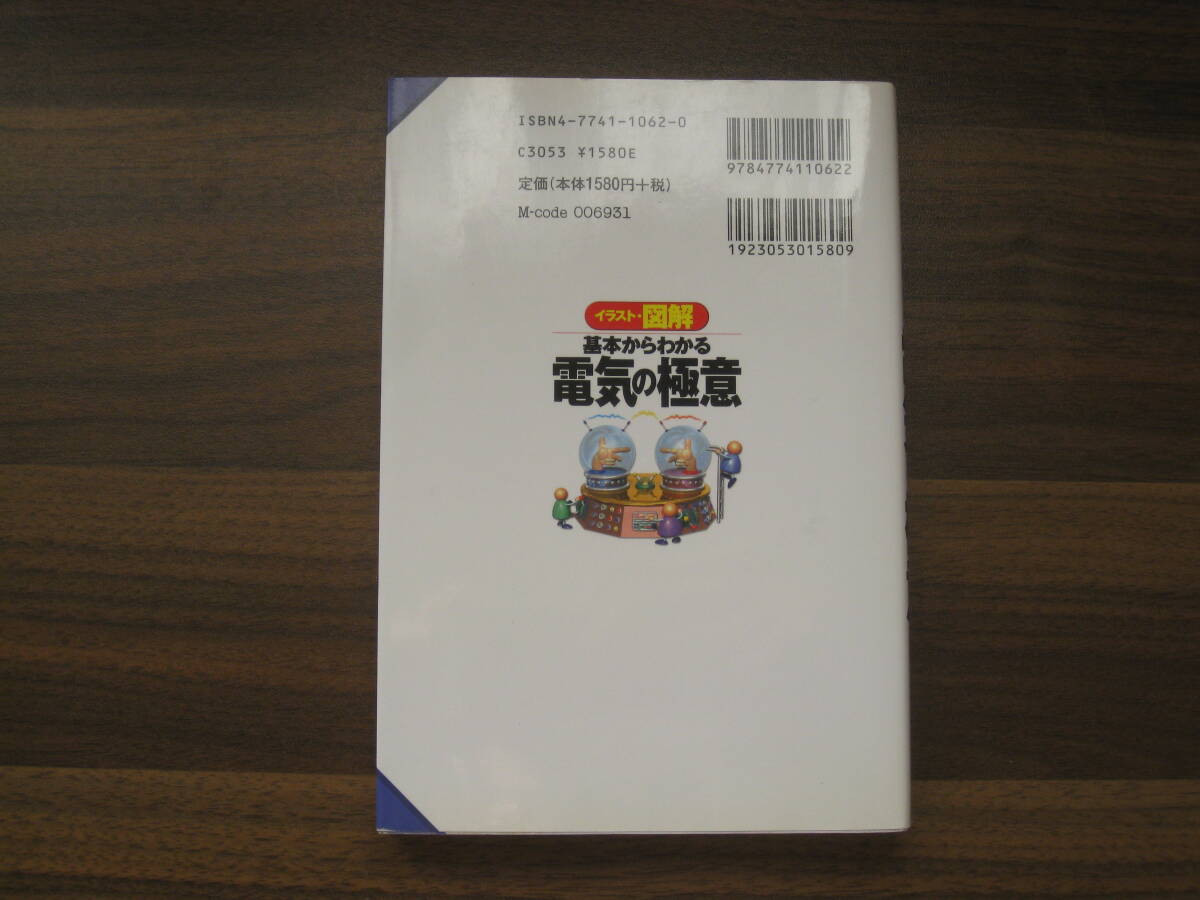 ISBN4-7741-1062-0
C3053 ¥1580E
定価(本体1580円+税)
M-code 006931
9784774110622
1923053015809
イラスト・図解
基本からわかる
電気の極意